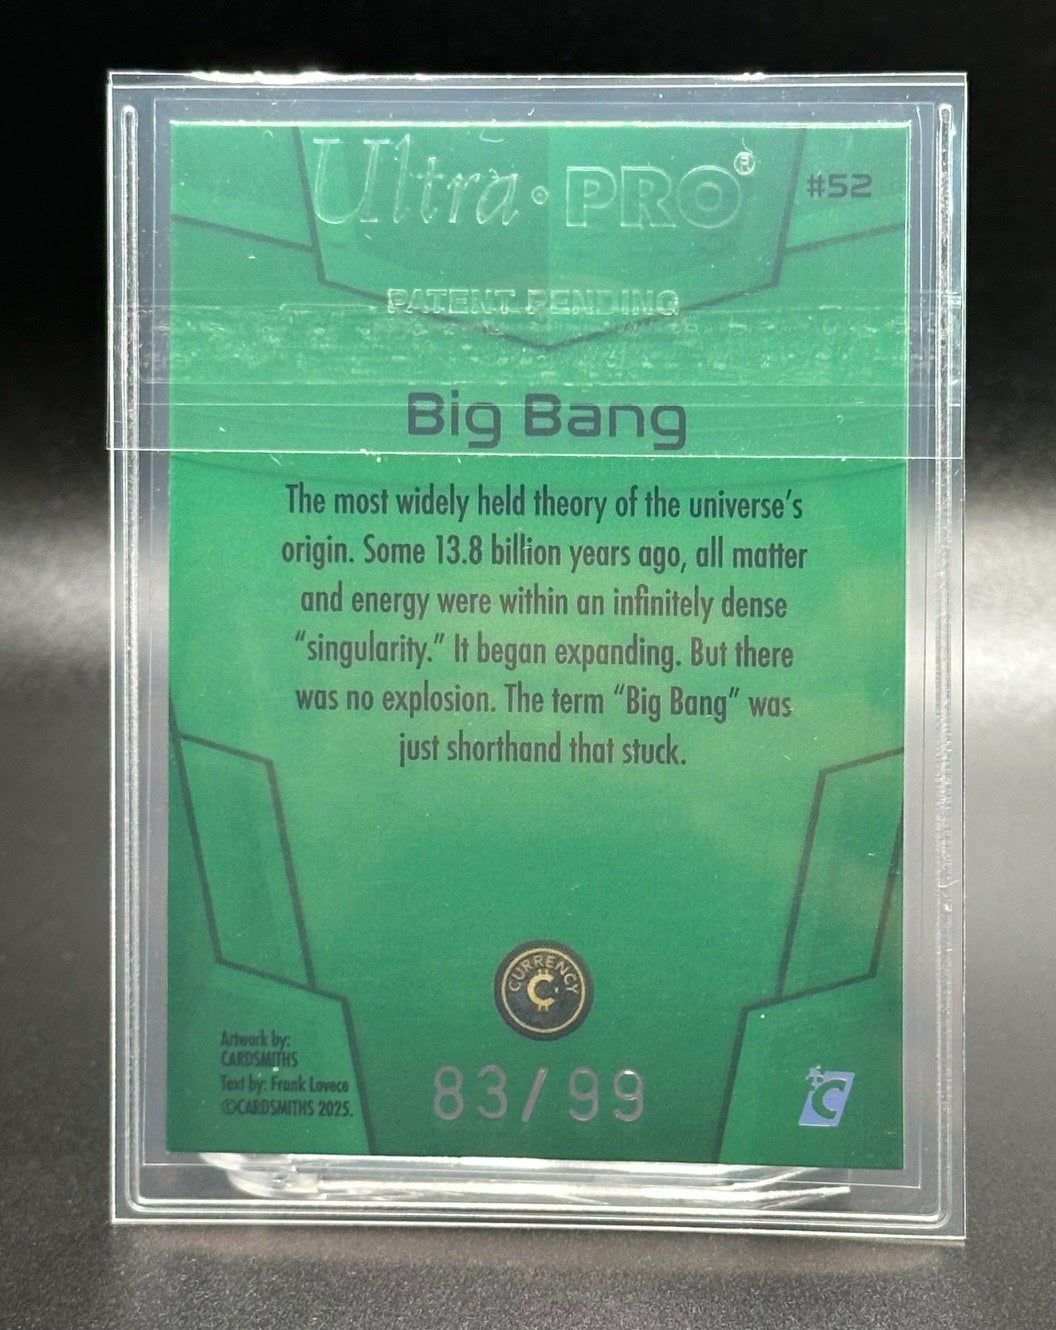 Ultra·PRO®
#52
PATENT PENDING
Big Bang
The most widely held theory of the universe's
origin. Some 13.8 billion years ago, all matter
and energy were within an infinitely dense
“singularity.” It began expanding. But there
was no explosion. The term “Big Bang” was
just shorthand that stuck.
CURRENCY
C
Artwork by:
CARDSMITHS
Text by: Frank Lovece
©CARDSMITHS 2025.
83/99
C